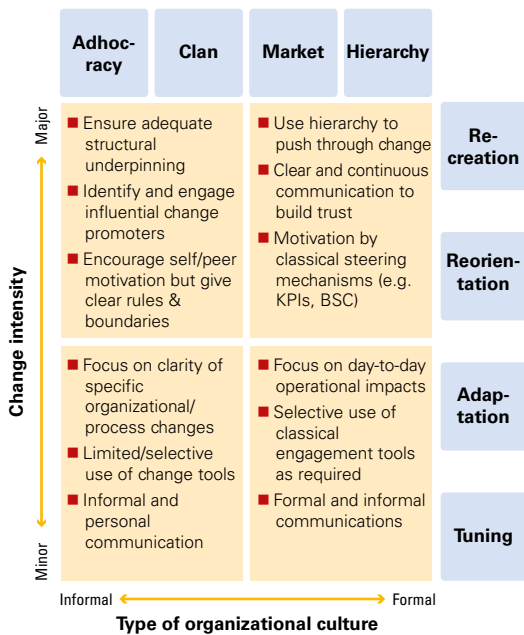 Adhoc-
racy
Clan
Market
Hierarchy
Major
Change intensity
Minor
■ Ensure adequate
structural
underpinning
■ Identify and engage
influential change
promoters
■ Encourage self/peer
motivation but give
clear rules &
boundaries
■ Use hierarchy to
push through change
■ Clear and continuous
communication to
build trust
■ Motivation by
classical steering
mechanisms (e.g.
KPIs, BSC)
Re-
creation
Reorien-
tation
■ Focus on clarity of
specific
organizational/
process changes
■ Limited/selective
use of change tools
■ Informal and
personal
communication
■ Focus on day-to-day
operational impacts
■ Selective use of
classical
engagement tools
as required
■ Formal and informal
communications
Adap-
tation
Tuning
Informal
Formal
Type of organizational culture